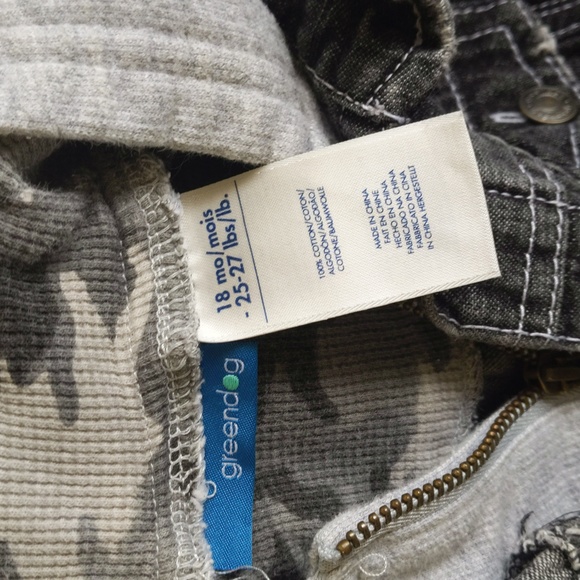 18 mo/mois
- 25-27 lbs/lb.
100% COTTON/COTON/
ALGODÓN/ALGODÃO/
COTONE/BAUMWOLLE
MADE IN CHINA
FAIT EN CHINE
HECHO EN CHINA
FABRICADO NA CHINA
FABBRICATO IN CINA
IN CHINA HERGESTELLT
greendog